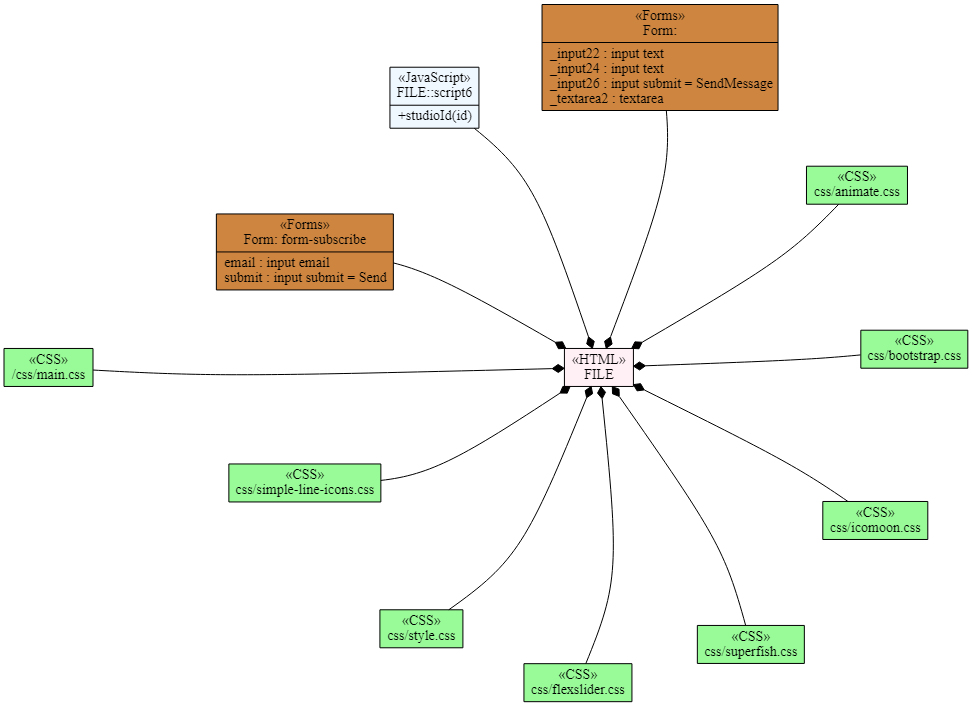 «Forms»
Form:
_input22 : input text
_input24 : input text
_input26 : input submit = SendMessage
_textarea2 : textarea
«JavaScript»
FILE::script6
+studioId(id)
«CSS»
css/animate.css
«Forms»
Form: form-subscribe
email : input email
submit : input submit = Send
«CSS»
css/bootstrap.css
«HTML»
FILE
«CSS»
/css/main.css
«CSS»
css/simple-line-icons.css
«CSS»
css/icomoon.css
«CSS»
css/style.css
«CSS»
css/superfish.css
«CSS»
css/flexslider.css